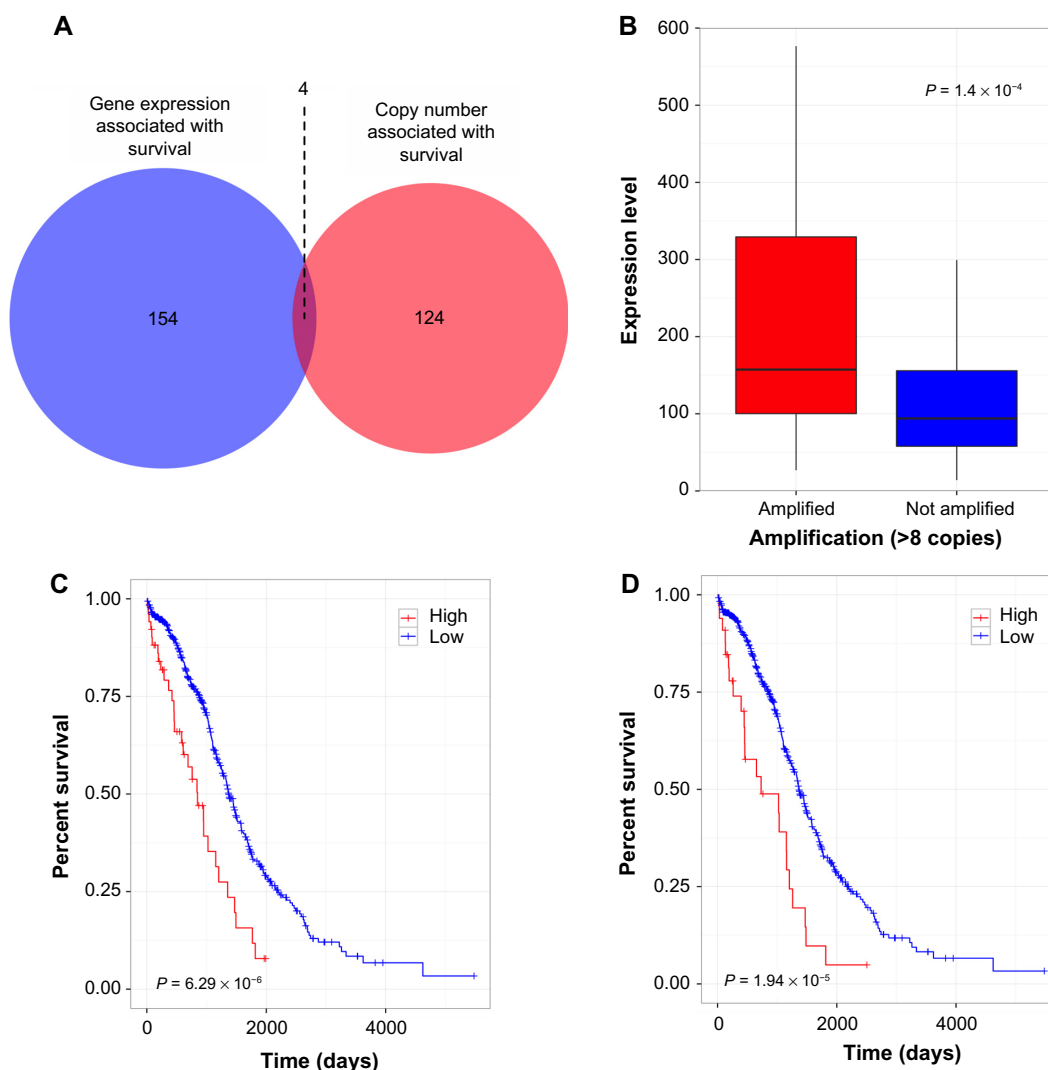 A
4
Gene expression
associated with
survival
Copy number
associated with
survival
154
124
B
600
500
400
300
200
100
0
Expression level
P = 1.4 × 10⁻⁴
Amplified
Not amplified
Amplification (>8 copies)
C
1.00
0.75
0.50
0.25
0.00
Percent survival
High
Low
P = 6.29 × 10⁻⁶
0
2000
4000
Time (days)
D
1.00
0.75
0.50
0.25
0.00
Percent survival
High
Low
P = 1.94 × 10⁻⁵
0
2000
4000
Time (days)